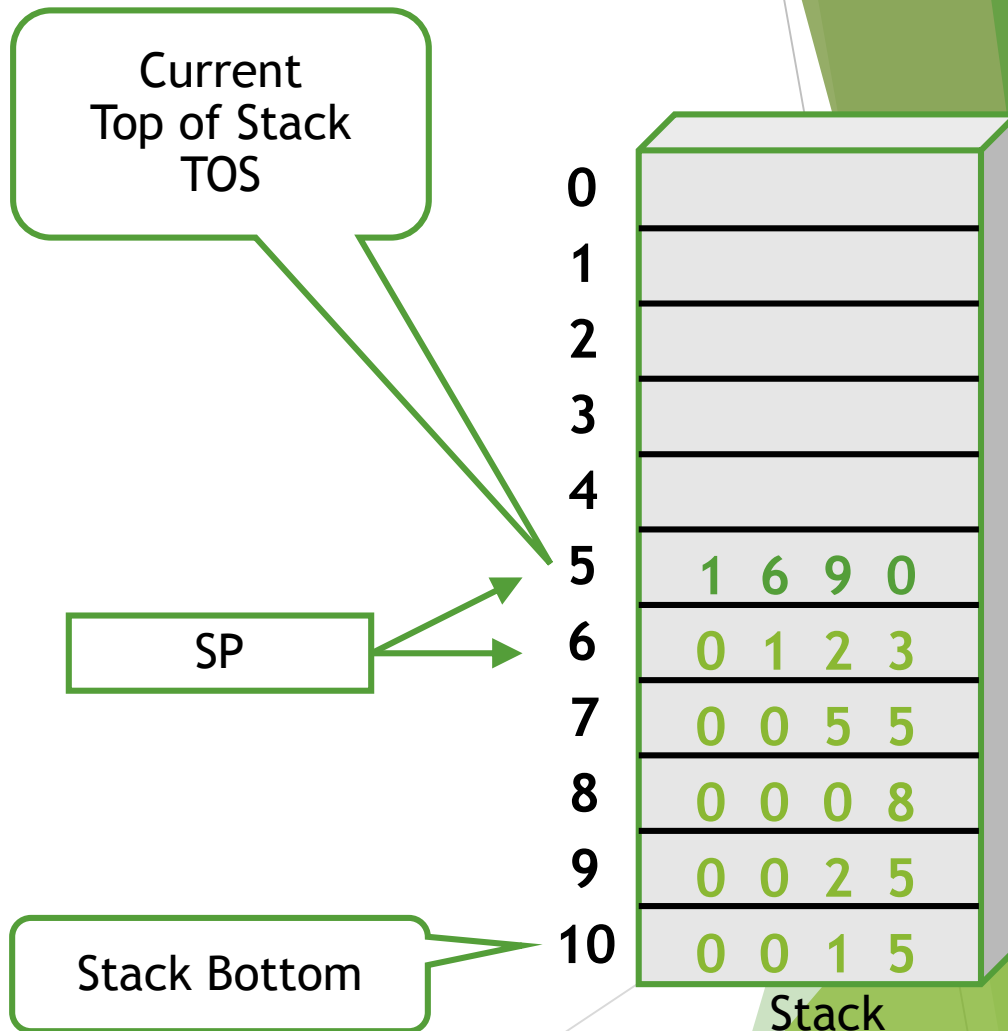 Current
Top of Stack
TOS
0
1
2
3
4
5 1 6 9 0
SP
6 0 1 2 3
7 0 0 5 5
8 0 0 0 8
9 0 0 2 5
10 0 0 1 5
Stack Bottom
Stack